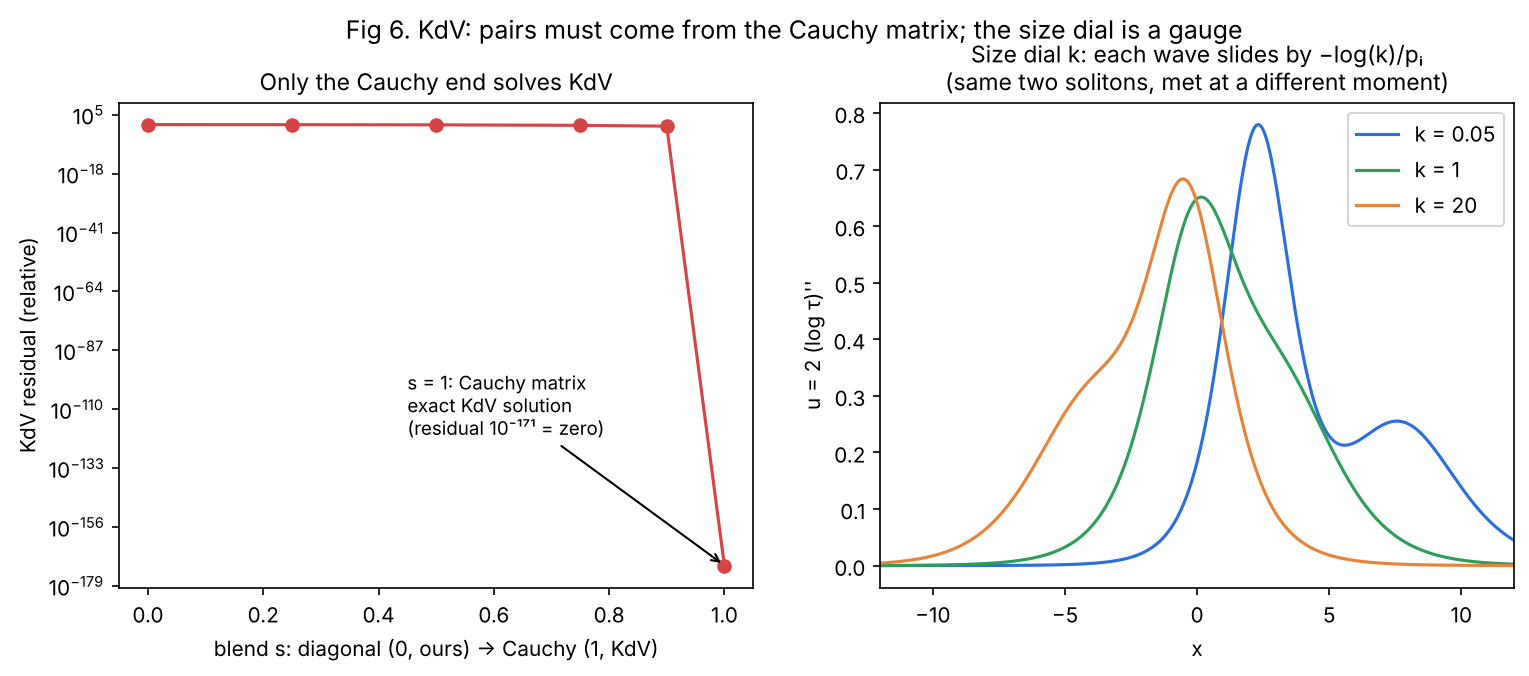 Fig 6. KdV: pairs must come from the Cauchy matrix; the size dial is a gauge
Only the Cauchy end solves KdV
KdV residual (relative)
10⁵
10⁻¹⁸
10⁻⁴¹
10⁻⁶⁴
10⁻⁸⁷
10⁻¹¹⁰
10⁻¹³³
10⁻¹⁵⁶
10⁻¹⁷⁹
s = 1: Cauchy matrix
exact KdV solution
(residual 10⁻¹⁷¹ = zero)
0.0 0.2 0.4 0.6 0.8 1.0
blend s: diagonal (0, ours) → Cauchy (1, KdV)
Size dial k: each wave slides by −log(k)/pᵢ
(same two solitons, met at a different moment)
u = 2 (log τ)''
0.8
0.7
0.6
0.5
0.4
0.3
0.2
0.1
0.0
k = 0.05
k = 1
k = 20
−10 −5 0 5 10
x